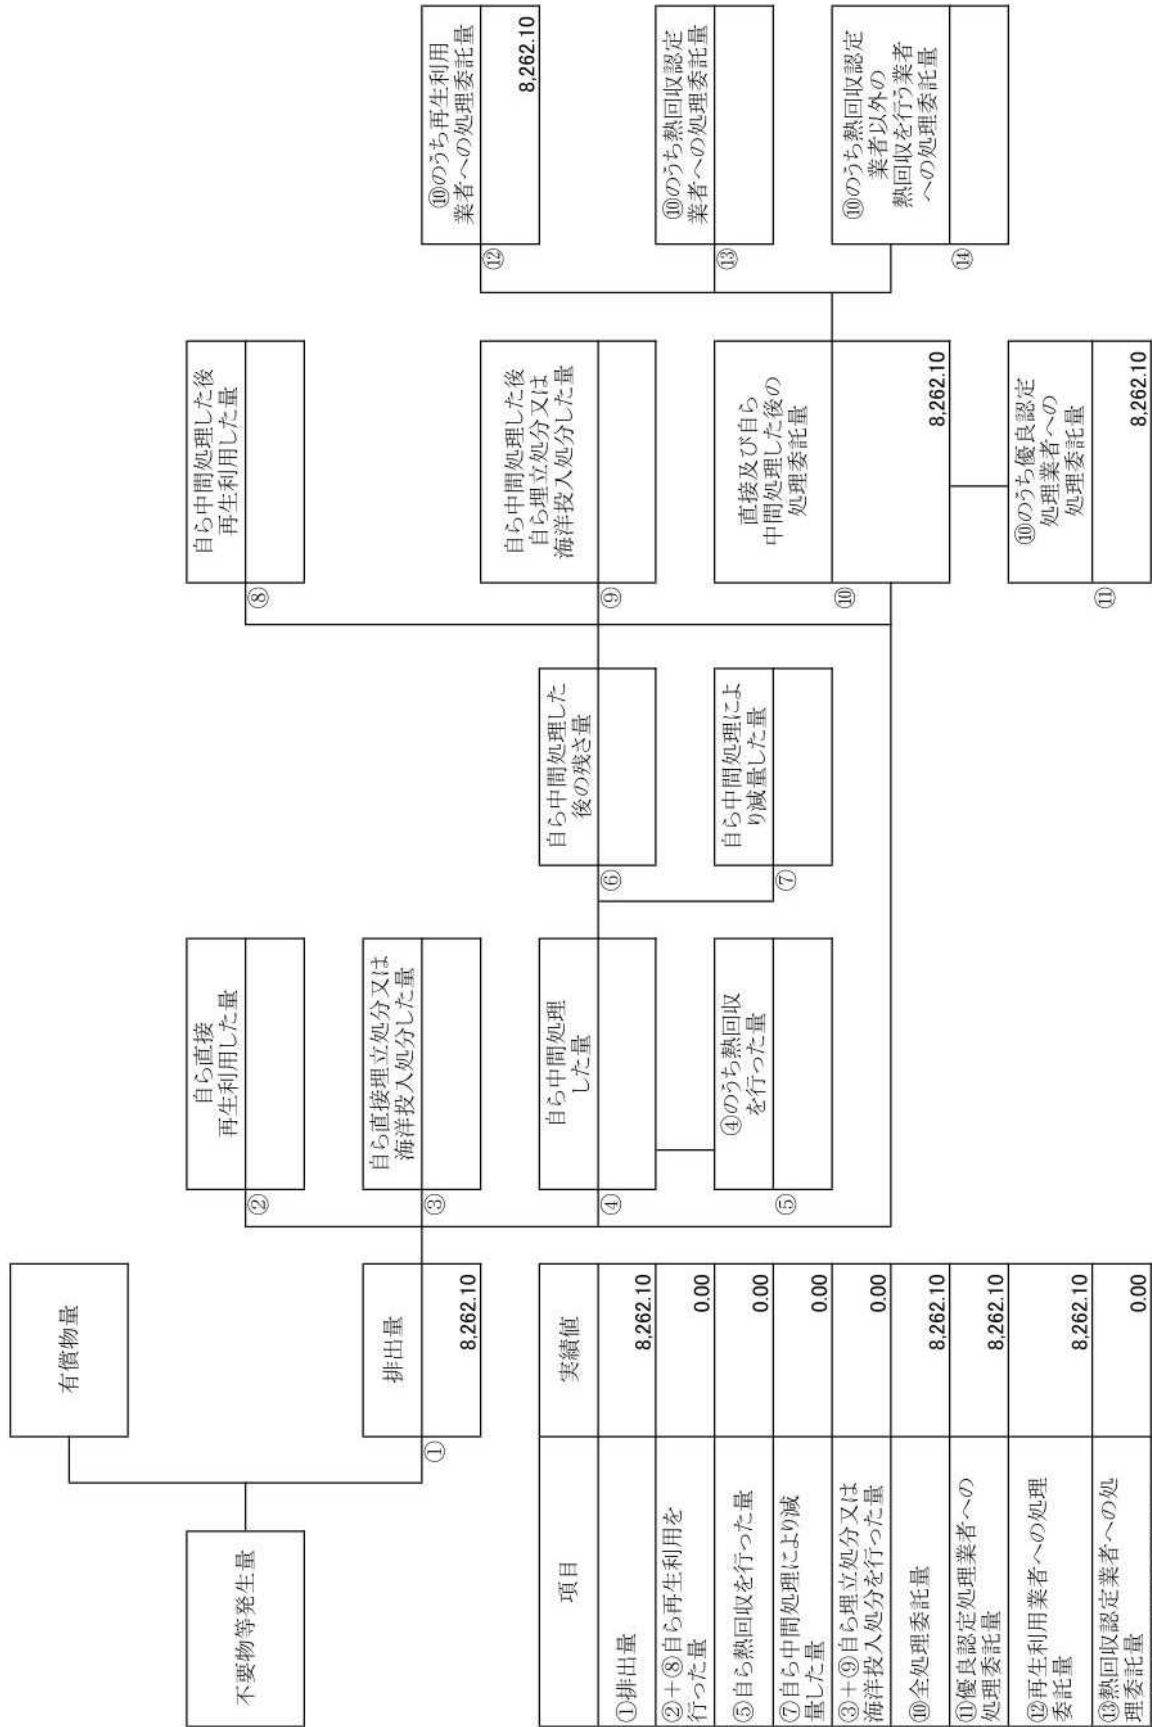 不要物等発生量
有償物量
排出量
①
8,262.10
自ら直接
再生利用した量
②
自ら直接埋立処分又は
海洋投入処分した量
③
自ら中間処理
した量
④
④のうち熱回収
を行った量
⑤
自ら中間処理した
後の残さ量
⑥
自ら中間処理によ
り減量した量
⑦
自ら中間処理した後
再生利用した量
⑧
自ら中間処理した後
自ら埋立処分又は
海洋投入処分した量
⑨
直接及び自ら
中間処理した後の
処理委託量
⑩
8,262.10
⑩のうち優良認定
処理業者への
処理委託量
⑪
8,262.10
⑩のうち再生利用
業者への処理委託量
⑫
8,262.10
⑩のうち熱回収認定
業者への処理委託量
⑬
⑩のうち熱回収認定
業者以外の
熱回収を行う業者
への処理委託量
⑭
項目 実績値
①排出量 8,262.10
②+⑧自ら再生利用を
行った量 0.00
⑤自ら熱回収を行った量 0.00
⑦自ら中間処理により減
量した量 0.00
③+⑨自ら埋立処分又は
海洋投入処分を行った量 0.00
⑩全処理委託量 8,262.10
⑪優良認定処理業者への
処理委託量 8,262.10
⑫再生利用業者への処理
委託量 8,262.10
⑬熱回収認定業者への処
理委託量 0.00